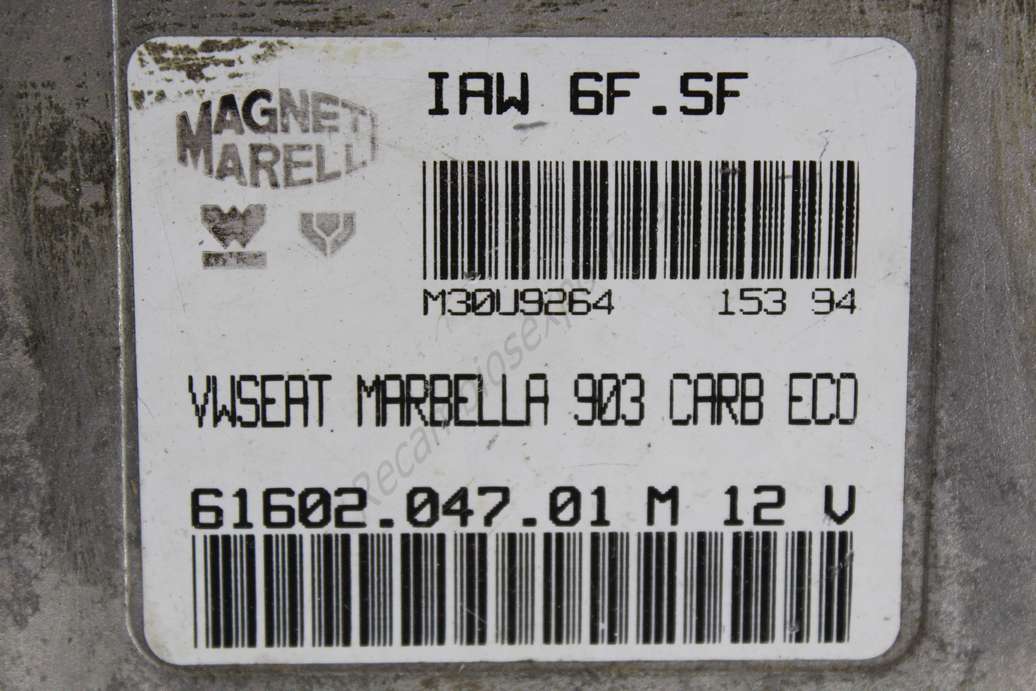 IAW 6F.SF
MAGNETI
MARELLI
M30U9264 153 94
VWSEAT MARBELLA 903 CARB ECO
61602.047.01 M 12 V